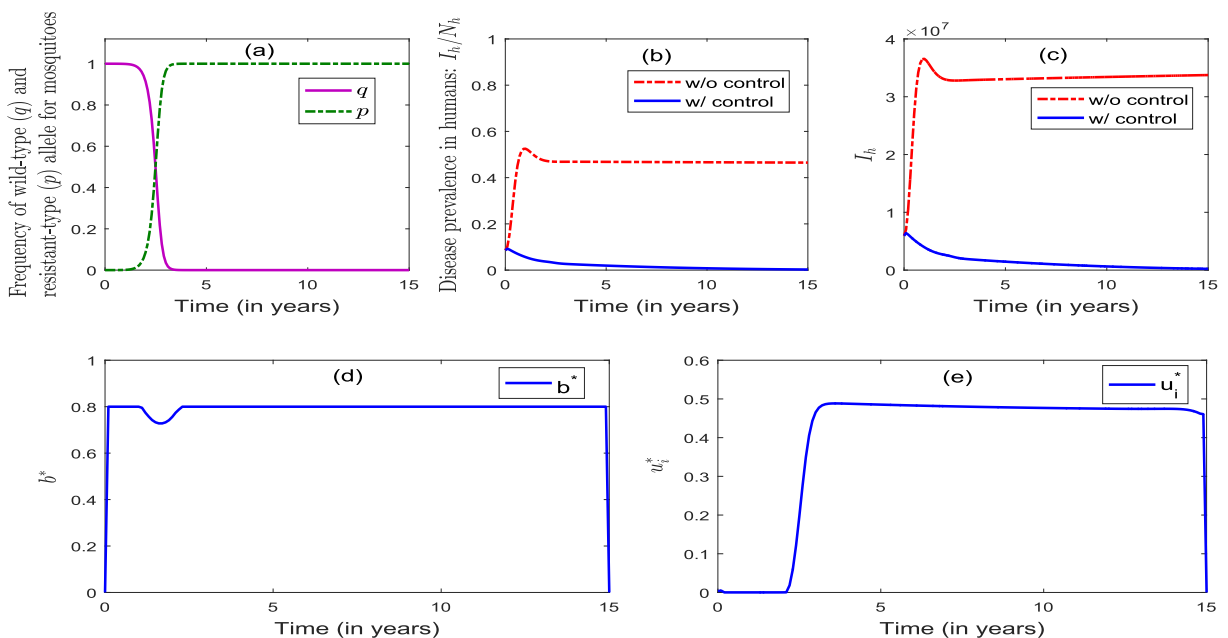 Frequency of wild-type (q) and
resistant-type (p) allele for mosquitoes
(a)
q
p
1
0.8
0.6
0.4
0.2
0
0 5 10 15
Time (in years)
Disease prevalence in humans: I_h/N_h
(b)
w/o control
w/ control
1
0.8
0.6
0.4
0.2
0
0 5 10 15
Time (in years)
× 10^7
I_h
(c)
w/o control
w/ control
4
3
2
1
0
0 5 10 15
Time (in years)
b^*
(d)
b^*
1
0.8
0.6
0.4
0.2
0
0 5 10 15
Time (in years)
u_i^*
(e)
u_i^*
0.6
0.5
0.4
0.3
0.2
0.1
0
0 5 10 15
Time (in years)